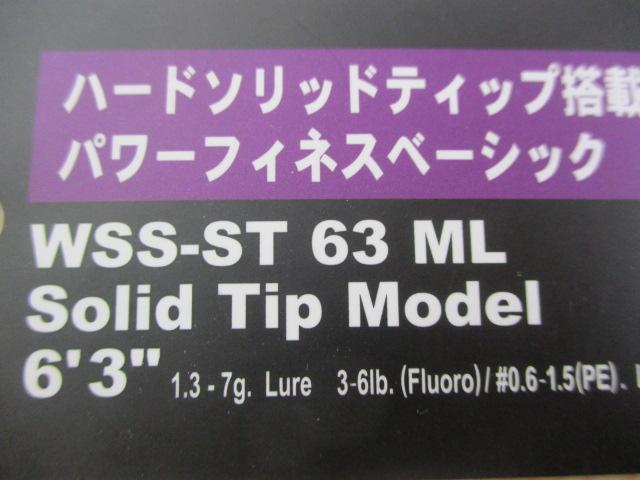 ハードソリッドティップ搭載
パワーフィネスベーシック
WSS-ST 63 ML
Solid Tip Model
6'3" 1.3-7g. Lure 3-6lb. (Fluoro) / #0.6-1.5(PE)、